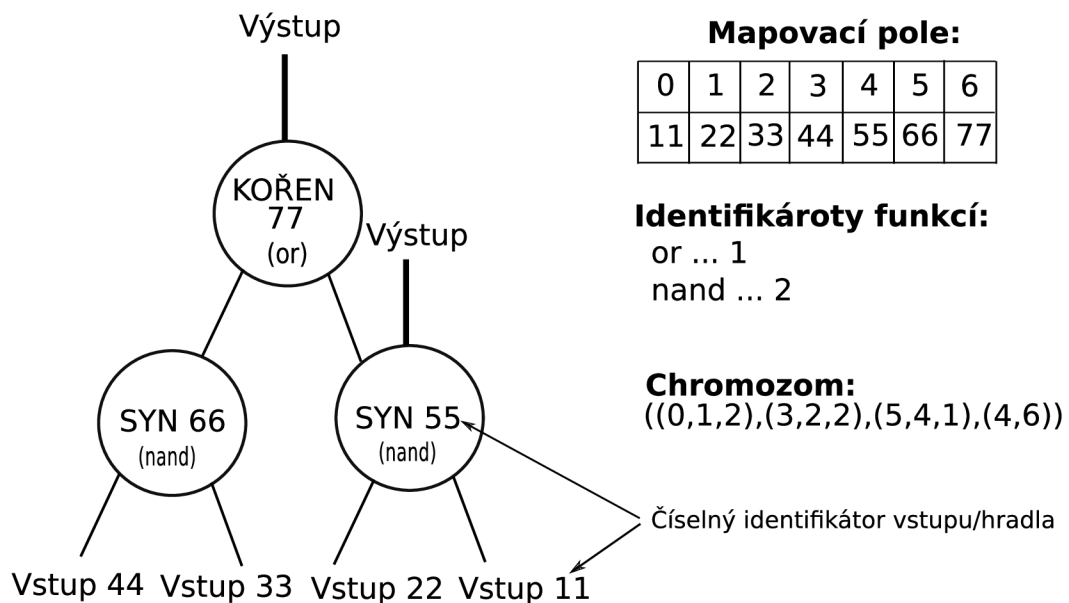 Výstup
KOŘEN
77
(or)
Výstup
SYN 66
(nand)
SYN 55
(nand)
Vstup 44
Vstup 33
Vstup 22
Vstup 11
Mapovací pole:
0 1 2 3 4 5 6
11 22 33 44 55 66 77
Identifikároty funkcí:
or ... 1
nand ... 2
Chromozom:
((0,1,2),(3,2,2),(5,4,1),(4,6))
Číselný identifikátor vstupu/hradla